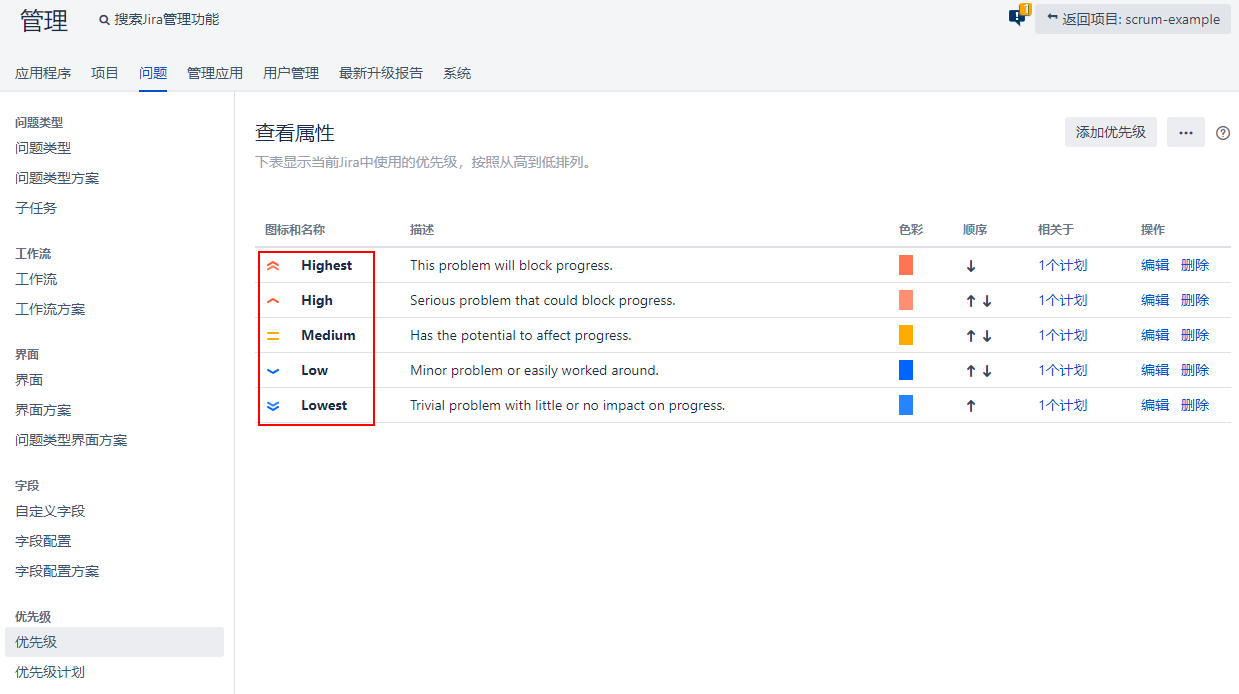 管理 搜索Jira管理功能 1 返回项目: scrum-example
应用程序 项目 问题 管理应用 用户管理 最新升级报告 系统
问题类型
问题类型
问题类型方案
子任务
工作流
工作流
工作流方案
界面
界面
界面方案
问题类型界面方案
字段
自定义字段
字段配置
字段配置方案
优先级
优先级
优先级计划
查看属性 添加优先级 ... ?
下表显示当前Jira中使用的优先级，按照从高到低排列。
图标和名称 描述 色彩 顺序 相关于 操作
Highest This problem will block progress. ↓ 1个计划 编辑 删除
High Serious problem that could block progress. ↑ ↓ 1个计划 编辑 删除
Medium Has the potential to affect progress. ↑ ↓ 1个计划 编辑 删除
Low Minor problem or easily worked around. ↑ ↓ 1个计划 编辑 删除
Lowest Trivial problem with little or no impact on progress. ↑ 1个计划 编辑 删除